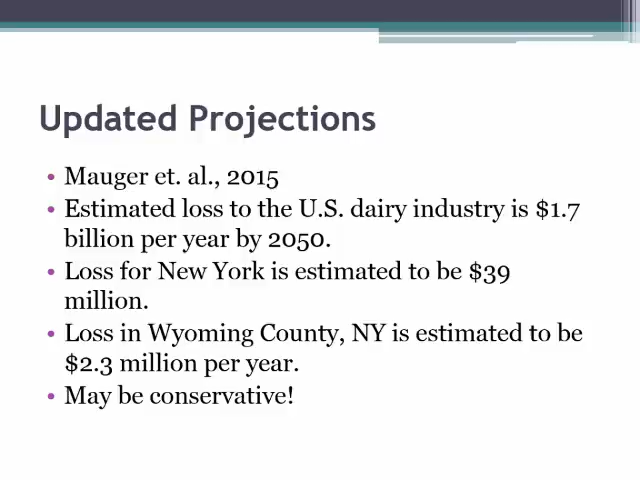 Updated Projections
• Mauger et. al., 2015
• Estimated loss to the U.S. dairy industry is $1.7
billion per year by 2050.
• Loss for New York is estimated to be $39
million.
• Loss in Wyoming County, NY is estimated to be
$2.3 million per year.
• May be conservative!